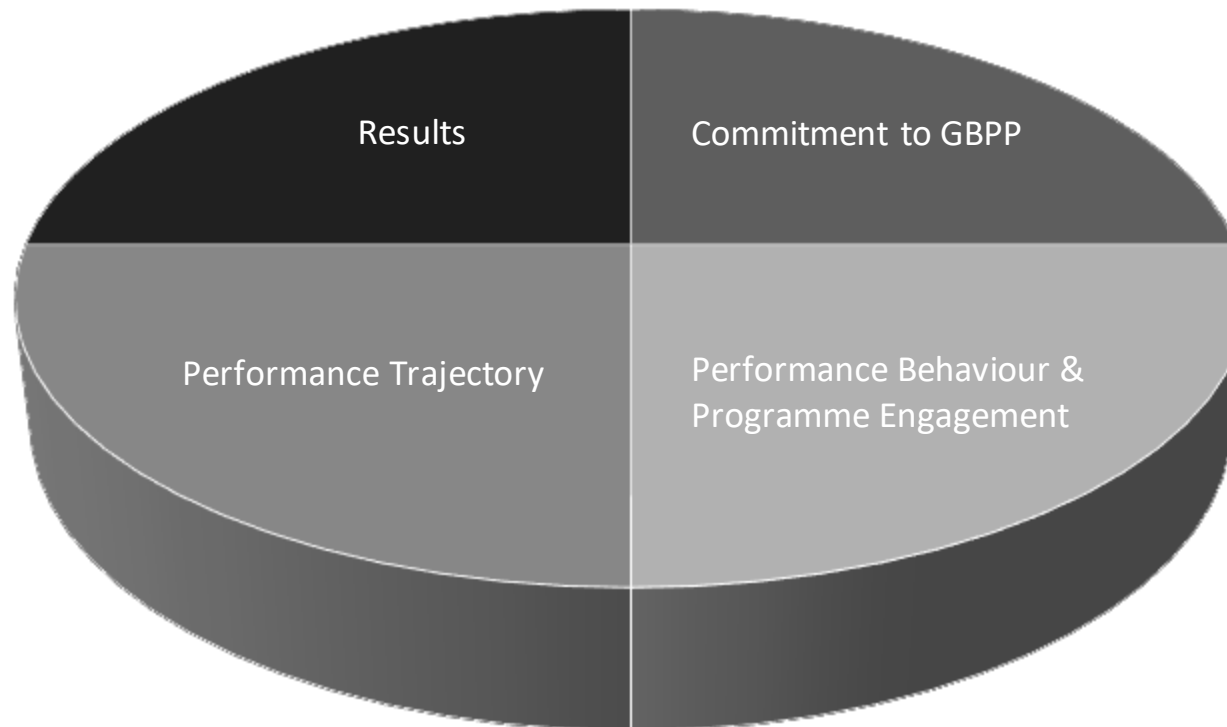 Results
Commitment to GBPP
Performance Trajectory
Performance Behaviour &
Programme Engagement